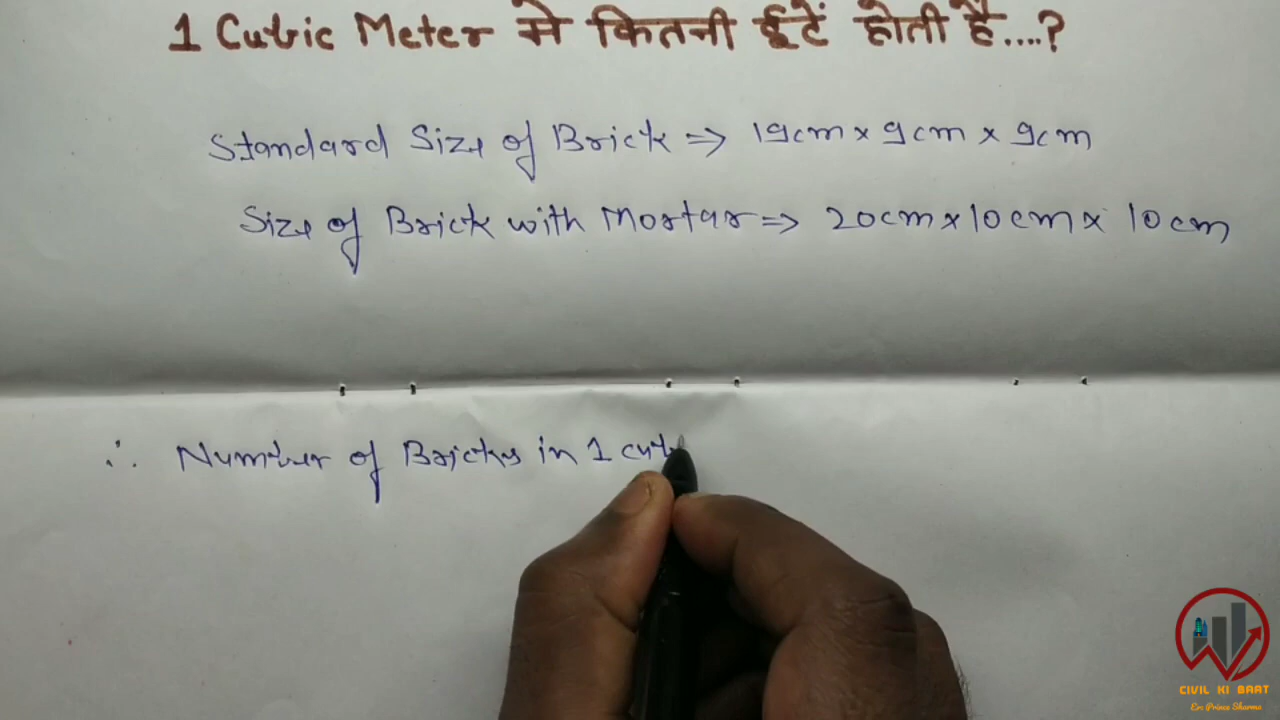 1 Cubic Meter मे कितनी ईंटें होती है....?
Standard Size of Brick => 19cm x 9cm x 9cm
Size of Brick with Mortar => 20cm x 10cm x 10cm
∴ Number of Bricks in 1 cub
CIVIL KI BAAT
Er. Prince Sharma